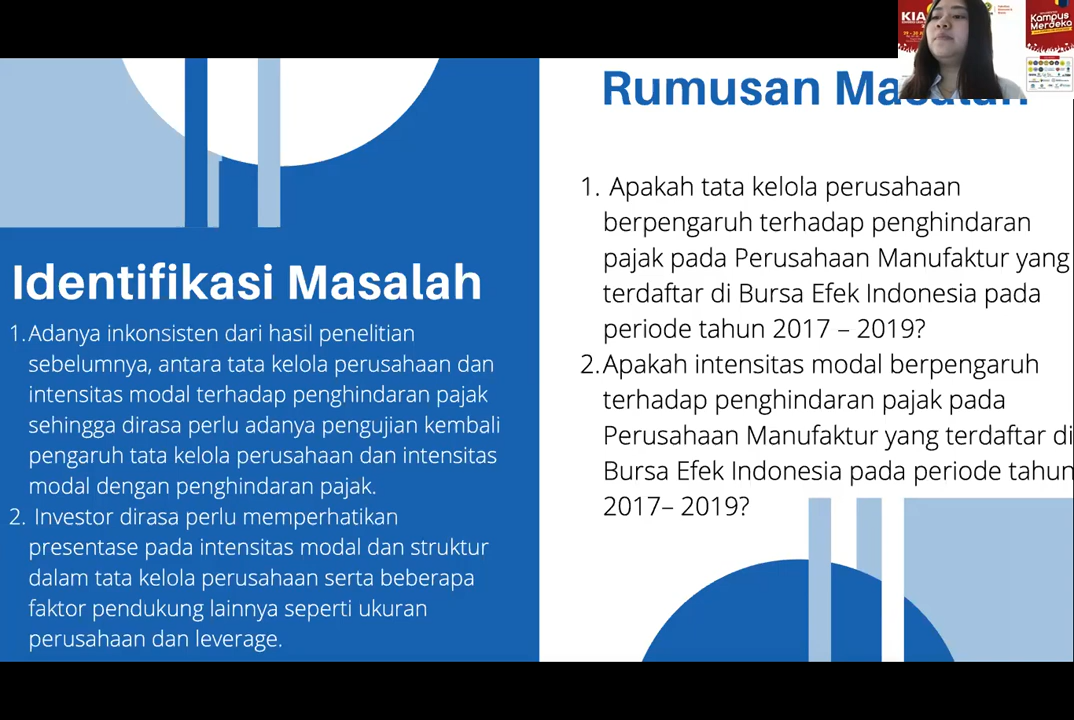 KIA
Kampus
Merdeka
Rumusan
Identifikasi Masalah
1.Adanya inkonsisten dari hasil penelitian
sebelumnya, antara tata kelola perusahaan dan
intensitas modal terhadap penghindaran pajak
sehingga dirasa perlu adanya pengujian kembali
pengaruh tata kelola perusahaan dan intensitas
modal dengan penghindaran pajak.
2. Investor dirasa perlu memperhatikan
presentase pada intensitas modal dan struktur
dalam tata kelola perusahaan serta beberapa
faktor pendukung lainnya seperti ukuran
perusahaan dan leverage.
1. Apakah tata kelola perusahaan
berpengaruh terhadap penghindaran
pajak pada Perusahaan Manufaktur yang
terdaftar di Bursa Efek Indonesia pada
periode tahun 2017 – 2019?
2.Apakah intensitas modal berpengaruh
terhadap penghindaran pajak pada
Perusahaan Manufaktur yang terdaftar di
Bursa Efek Indonesia pada periode tahun
2017– 2019?